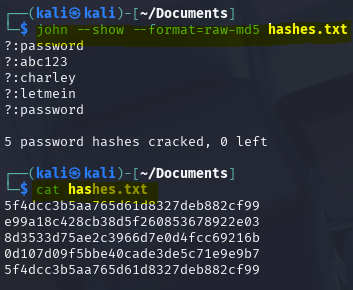 ┌──(kali㉿kali)-[~/Documents]
└─$ john --show --format=raw-md5 hashes.txt
?:password
?:abc123
?:charley
?:letmein
?:password

5 password hashes cracked, 0 left

┌──(kali㉿kali)-[~/Documents]
└─$ cat hashes.txt
5f4dcc3b5aa765d61d8327deb882cf99
e99a18c428cb38d5f260853678922e03
8d3533d75ae2c3966d7e0d4fcc69216b
0d107d09f5bbe40cade3de5c71e9e9b7
5f4dcc3b5aa765d61d8327deb882cf99